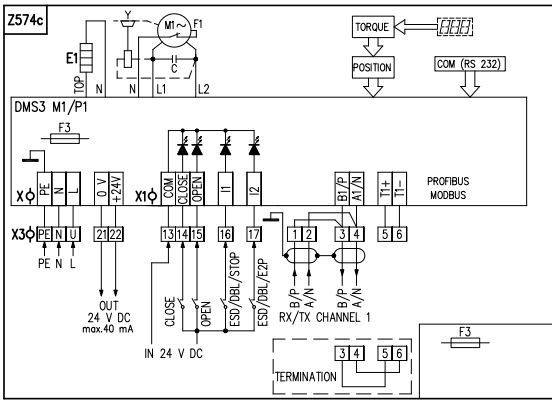 Z574c
Y
M1~
F1
E1
C
TOP
N
N
L1
L2
TORQUE
POSITION
COM (RS 232)
DMS3 M1/P1
F3
PE
N
L
0 V
+24V
COM
CLOSE
OPEN
I1
I2
B1/P
A1/N
T1+
T1-
PROFIBUS
MODBUS
X
X1
X3
PE
N
U
21
22
13
14
15
16
17
1
2
3
4
5
6
PE N L
OUT
24 V DC
max.40 mA
CLOSE
OPEN
ESD/DBL/STOP
ESD/DBL/E2P
IN 24 V DC
B/P
A/N
B/P
A/N
RX/TX CHANNEL 1
TERMINATION
3
4
5
6
F3